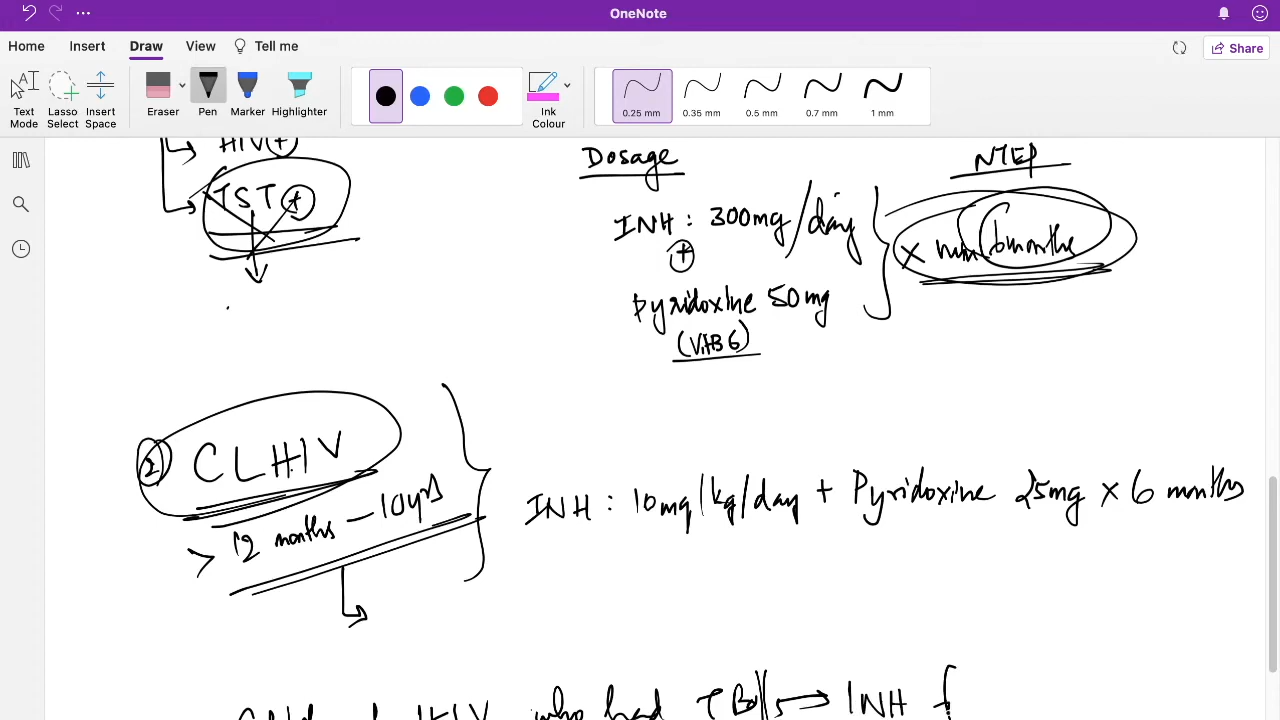 OneNote
Home Insert Draw View Tell me
Share
Text Mode
Lasso Select
Insert Space
Eraser
Pen
Marker
Highlighter
Ink Colour
0.25 mm
0.35 mm
0.5 mm
0.7 mm
1 mm
HIV +
TST +
Dosage
NTEP
INH : 300mg/day
+
Pyridoxine 50mg
(Vit B6)
x min 6 months
2 CLHIV
> 12 months - 10yrs
INH : 10mg/kg/day + Pyridoxine 25mg x 6 months
HIV who had TB → INH {